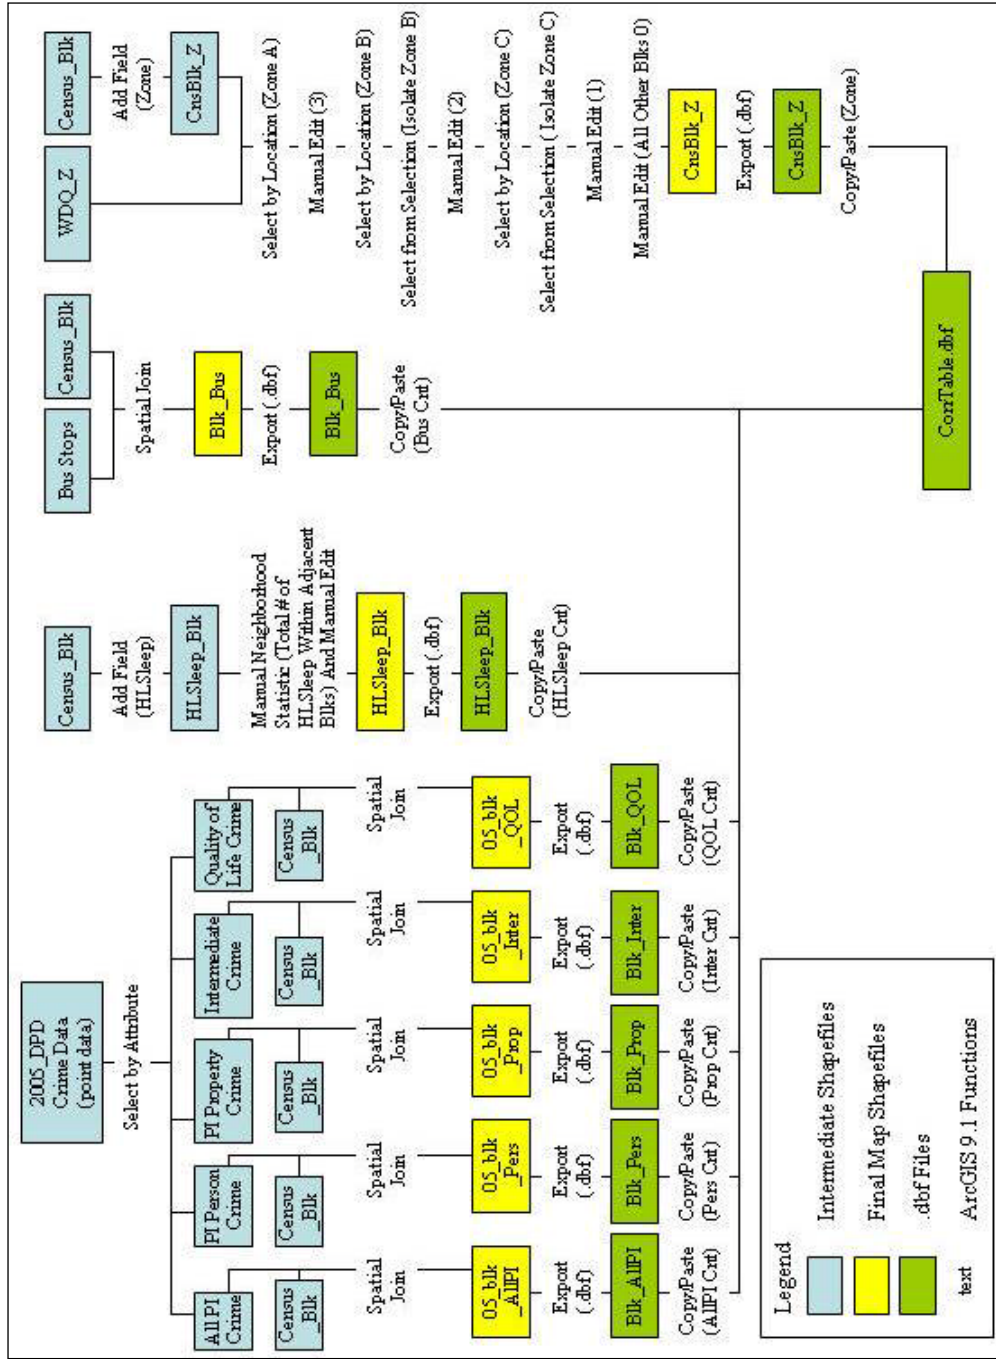 2005_DPD
Crime Data
(point data)
Select by Attribute
All PI
Crime
PI Person
Crime
PI Property
Crime
Intermediate
Crime
Quality of
Life Crime
Census
_Blk
Census
_Blk
Census
_Blk
Census
_Blk
Census
_Blk
Spatial
Join
Spatial
Join
Spatial
Join
Spatial
Join
Spatial
Join
05_blk
_AllPI
05_blk
_Pers
05_blk
_Prop
05_blk
_Inter
05_blk
_QOL
Export
(.dbf)
Export
(.dbf)
Export
(.dbf)
Export
(.dbf)
Export
(.dbf)
Blk_AllPI
Blk_Pers
Blk_Prop
Blk_Inter
Blk_QOL
Copy/Paste
(AllPI Cnt)
Copy/Paste
(Pers Cnt)
Copy/Paste
(Prop Cnt)
Copy/Paste
(Inter Cnt)
Copy/Paste
(QOL Cnt)
Census_Blk
Add Field
(HLSleep)
HLSleep_Blk
Manual Neighborhood
Statistic (Total # of
HLSleep Within Adjacent
Blks) And Manual Edit
HLSleep_Blk
Export (.dbf)
HLSleep_Blk
Copy/Paste
(HLSleep Cnt)
Bus Stops
Census_Blk
Spatial Join
Blk_Bus
Export (.dbf)
Blk_Bus
Copy/Paste
(Bus Cnt)
WDQ_Z
Census_Blk
Add Field
(Zone)
CnsBlk_Z
Select by Location (Zone A)
Manual Edit (3)
Select by Location (Zone B)
Select from Selection (Isolate Zone B)
Manual Edit (2)
Select by Location (Zone C)
Select from Selection ( Isolate Zone C)
Manual Edit (1)
Manual Edit ( All Other Blks 0)
CnsBlk_Z
Export (.dbf)
CnsBlk_Z
Copy/Paste (Zone)
CorrTable.dbf
Legend
Intermediate Shapefiles
Final Map Shapefiles
.dbf Files
text
ArcGIS 9.1 Functions